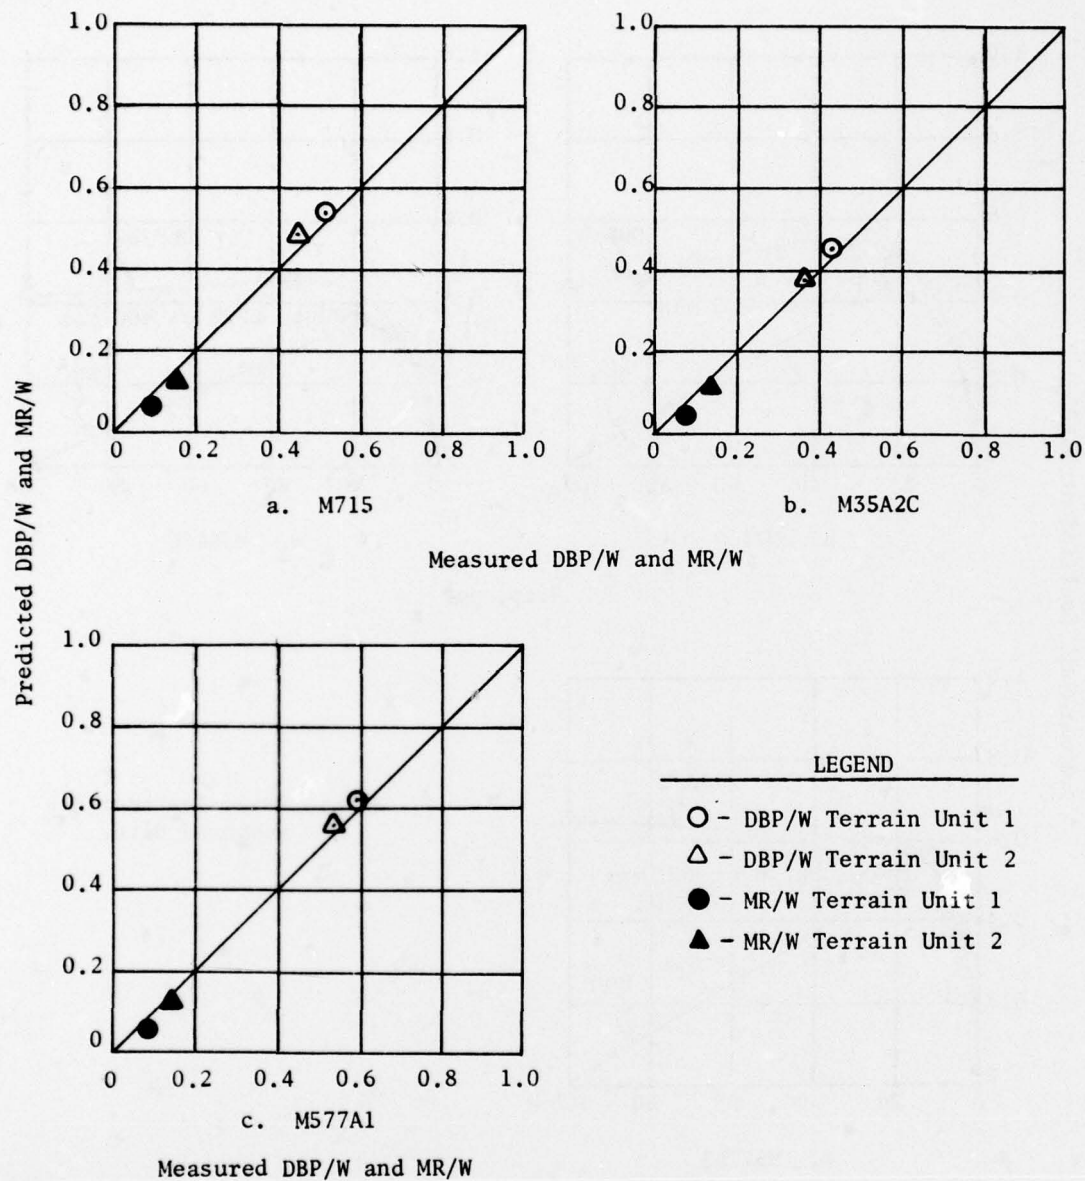 Predicted DBP/W and MR/W
1.0
0.8
0.6
0.4
0.2
0
0 0.2 0.4 0.6 0.8 1.0
a. M715
1.0
0.8
0.6
0.4
0.2
0
0 0.2 0.4 0.6 0.8 1.0
b. M35A2C
Measured DBP/W and MR/W
1.0
0.8
0.6
0.4
0.2
0
0 0.2 0.4 0.6 0.8 1.0
c. M577A1
Measured DBP/W and MR/W
LEGEND
- DBP/W Terrain Unit 1
- DBP/W Terrain Unit 2
- MR/W Terrain Unit 1
- MR/W Terrain Unit 2